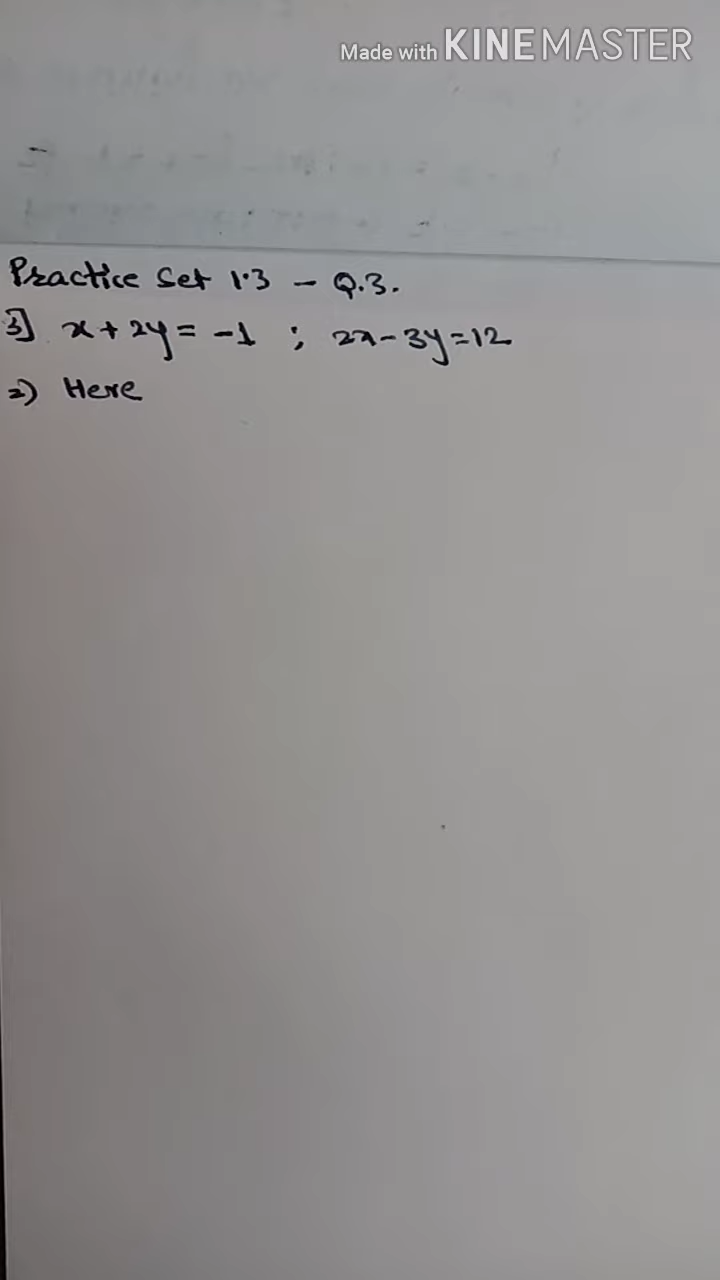 Made with KINEMASTER
Practice Set 1.3 - Q.3.
3] x + 2y = -1 ; 2x - 3y = 12
⇒) Here